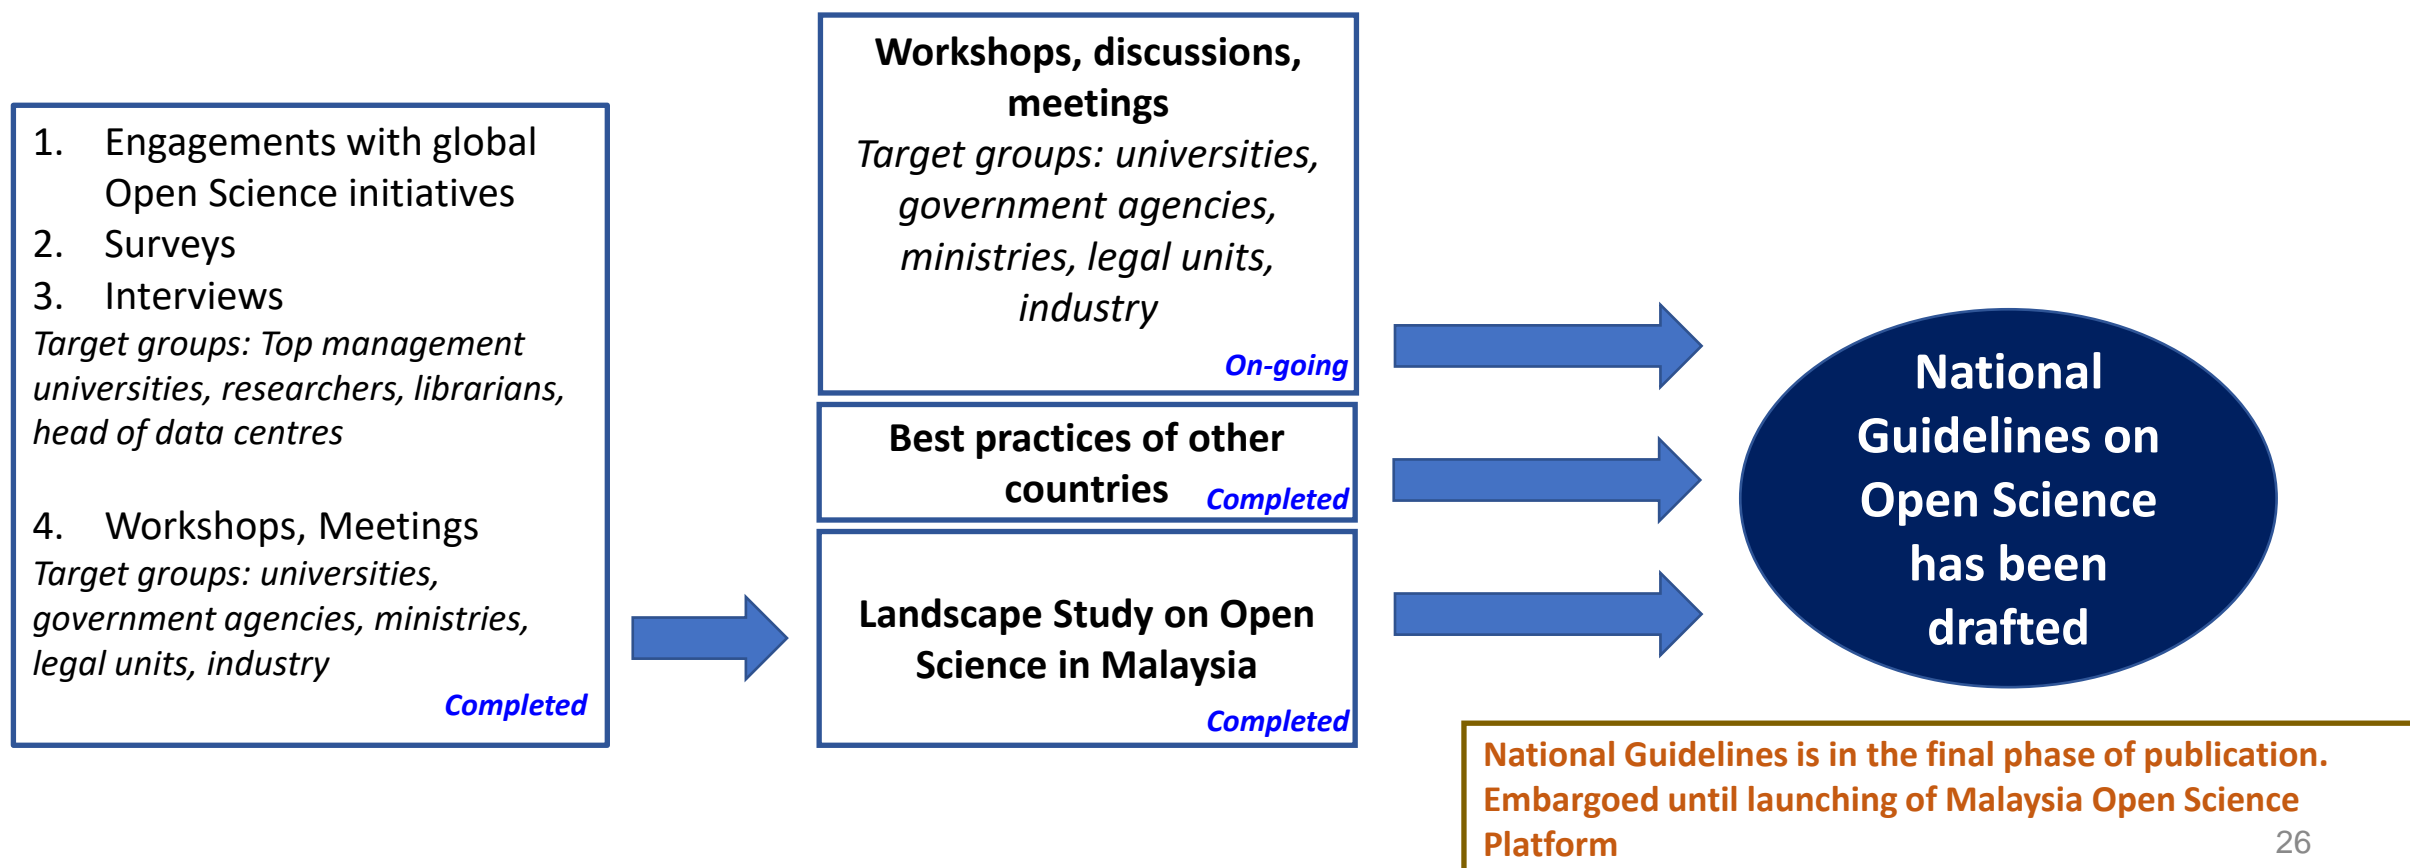 1. Engagements with global
Open Science initiatives
2. Surveys
3. Interviews
Target groups: Top management
universities, researchers, librarians,
head of data centres
4. Workshops, Meetings
Target groups: universities,
government agencies, ministries,
legal units, industry
Completed
Workshops, discussions,
meetings
Target groups: universities,
government agencies,
ministries, legal units,
industry
On-going
Best practices of other
countries
Completed
Landscape Study on Open
Science in Malaysia
Completed
National
Guidelines on
Open Science
has been
drafted
National Guidelines is in the final phase of publication.
Embargoed until launching of Malaysia Open Science
Platform
26